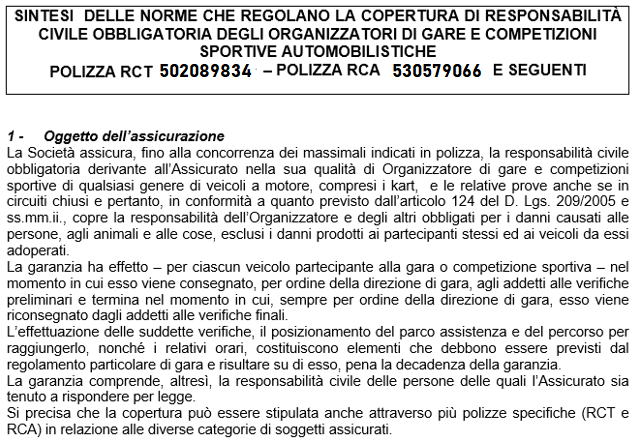 SINTESI DELLE NORME CHE REGOLANO LA COPERTURA DI RESPONSABILITÀ
CIVILE OBBLIGATORIA DEGLI ORGANIZZATORI DI GARE E COMPETIZIONI
SPORTIVE AUTOMOBILISTICHE
POLIZZA RCT 502089834 – POLIZZA RCA 530579066 E SEGUENTI
1 - Oggetto dell'assicurazione
La Società assicura, fino alla concorrenza dei massimali indicati in polizza, la responsabilità civile
obbligatoria derivante all'Assicurato nella sua qualità di Organizzatore di gare e competizioni
sportive di qualsiasi genere di veicoli a motore, compresi i kart, e le relative prove anche se in
circuiti chiusi e pertanto, in conformità a quanto previsto dall'articolo 124 del D. Lgs. 209/2005 e
ss.mm.ii., copre la responsabilità dell'Organizzatore e degli altri obbligati per i danni causati alle
persone, agli animali e alle cose, esclusi i danni prodotti ai partecipanti stessi ed ai veicoli da essi
adoperati.
La garanzia ha effetto – per ciascun veicolo partecipante alla gara o competizione sportiva – nel
momento in cui esso viene consegnato, per ordine della direzione di gara, agli addetti alle verifiche
preliminari e termina nel momento in cui, sempre per ordine della direzione di gara, esso viene
riconsegnato dagli addetti alle verifiche finali.
L'effettuazione delle suddette verifiche, il posizionamento del parco assistenza e del percorso per
raggiungerlo, nonché i relativi orari, costituiscono elementi che debbono essere previsti dal
regolamento particolare di gara e risultare su di esso, pena la decadenza della garanzia.
La garanzia comprende, altresì, la responsabilità civile delle persone delle quali l'Assicurato sia
tenuto a rispondere per legge.
Si precisa che la copertura può essere stipulata anche attraverso più polizze specifiche (RCT e
RCA) in relazione alle diverse categorie di soggetti assicurati.